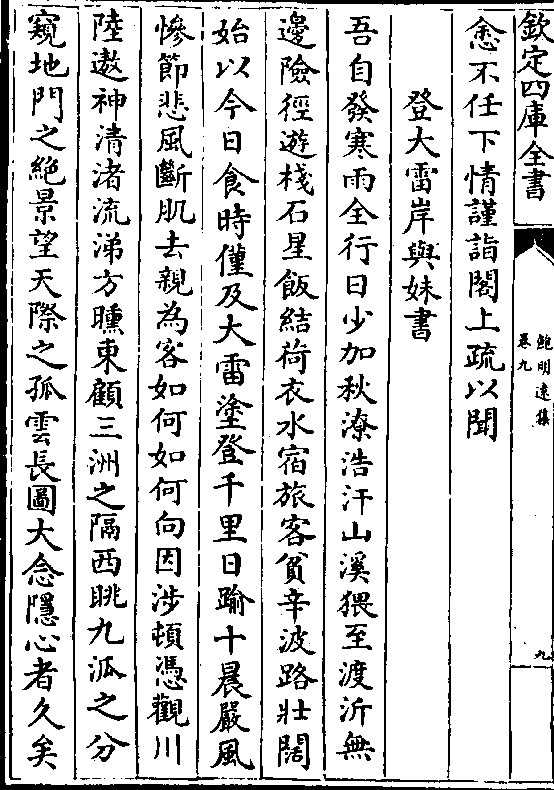 欽定四庫全書
鮑明遠集
卷九
九
恙不任下情謹詣閤上疏以聞
登大雷岸與妹書
吾自發寒雨全行日少加秋潦浩汗山溪猥至渡沂無
邊險徑遊棧石星飯結荷衣水宿旅客貧辛波路壯闊
始以今日食時僅及大雷塗登千里日踰十晨嚴風
慘節悲風斷肌去親為客如何如何向因涉頓憑觀川
陸遨神清渚流涕方曛東顧三洲之隔西眺九泒之分
窺地門之絶景望天際之孤雲長圖大念隱心者久矣